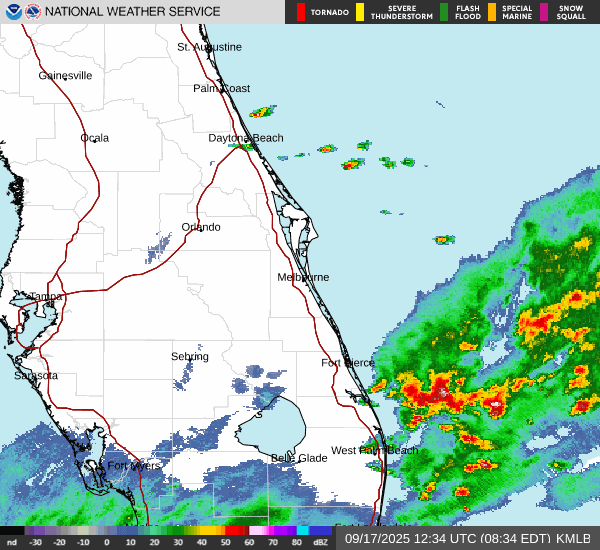 NATIONAL WEATHER SERVICE
TORNADO
SEVERE THUNDERSTORM
FLASH FLOOD
SPECIAL MARINE
SNOW SQUALL
St. Augustine
Gainesville
Palm Coast
Ocala
Daytona Beach
Orlando
Melbourne
Tampa
Sebring
Fort Pierce
Sarasota
West Palm Beach
Belle Glade
Fort Myers
nd -30 -20 -10 0 10 20 30 40 50 60 70 80 dBZ
09/17/2025 12:34 UTC (08:34 EDT) KMLB